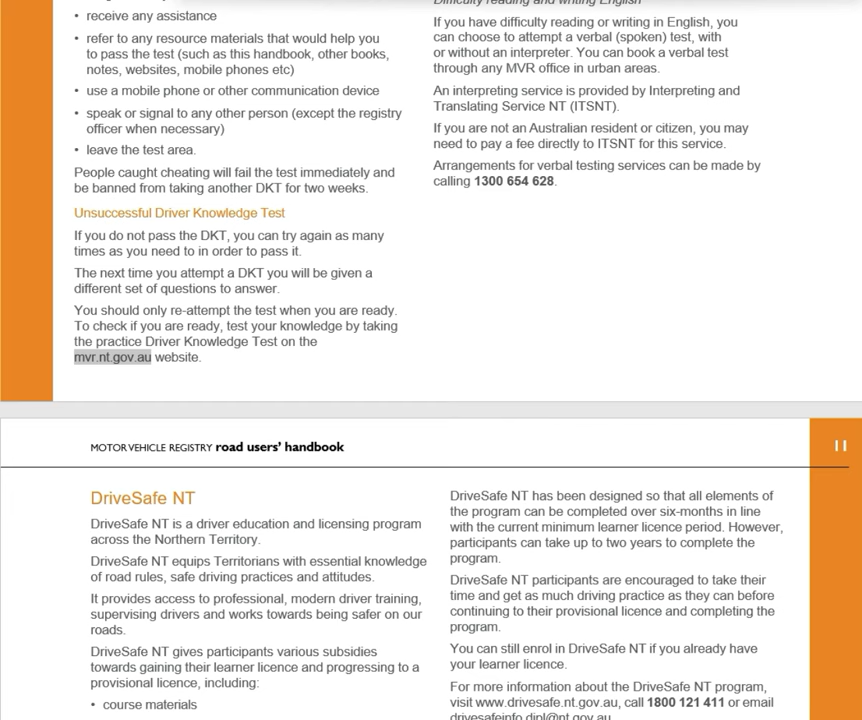 • receive any assistance
• refer to any resource materials that would help you
to pass the test (such as this handbook, other books,
notes, websites, mobile phones etc)
• use a mobile phone or other communication device
• speak or signal to any other person (except the registry
officer when necessary)
• leave the test area.
People caught cheating will fail the test immediately and
be banned from taking another DKT for two weeks.
Unsuccessful Driver Knowledge Test
If you do not pass the DKT, you can try again as many
times as you need to in order to pass it.
The next time you attempt a DKT you will be given a
different set of questions to answer.
You should only re-attempt the test when you are ready.
To check if you are ready, test your knowledge by taking
the practice Driver Knowledge Test on the
mvr.nt.gov.au website.
Difficulty reading and writing English
If you have difficulty reading or writing in English, you
can choose to attempt a verbal (spoken) test, with
or without an interpreter. You can book a verbal test
through any MVR office in urban areas.
An interpreting service is provided by Interpreting and
Translating Service NT (ITSNT).
If you are not an Australian resident or citizen, you may
need to pay a fee directly to ITSNT for this service.
Arrangements for verbal testing services can be made by
calling 1300 654 628.
MOTOR VEHICLE REGISTRY road users' handbook
11
DriveSafe NT
DriveSafe NT is a driver education and licensing program
across the Northern Territory.
DriveSafe NT equips Territorians with essential knowledge
of road rules, safe driving practices and attitudes.
It provides access to professional, modern driver training,
supervising drivers and works towards being safer on our
roads.
DriveSafe NT gives participants various subsidies
towards gaining their learner licence and progressing to a
provisional licence, including:
• course materials
DriveSafe NT has been designed so that all elements of
the program can be completed over six-months in line
with the current minimum learner licence period. However,
participants can take up to two years to complete the
program.
DriveSafe NT participants are encouraged to take their
time and get as much driving practice as they can before
continuing to their provisional licence and completing the
program.
You can still enrol in DriveSafe NT if you already have
your learner licence.
For more information about the DriveSafe NT program,
visit www.drivesafe.nt.gov.au, call 1800 121 411 or email
drivesafeinfo.dipl@nt.gov.au